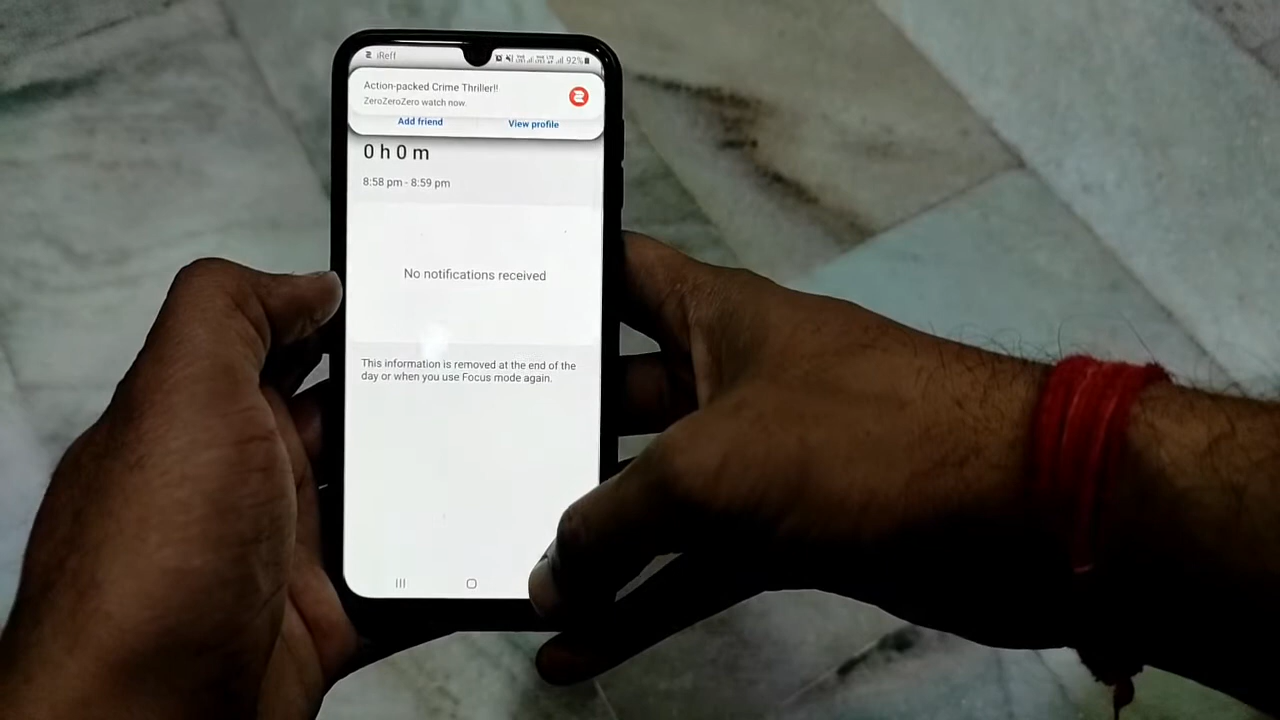 iReff
92%
Action-packed Crime Thriller!!
ZeroZeroZero watch now.
Add friend View profile
0 h 0 m
8:58 pm - 8:59 pm
No notifications received
This information is removed at the end of the
day or when you use Focus mode again.